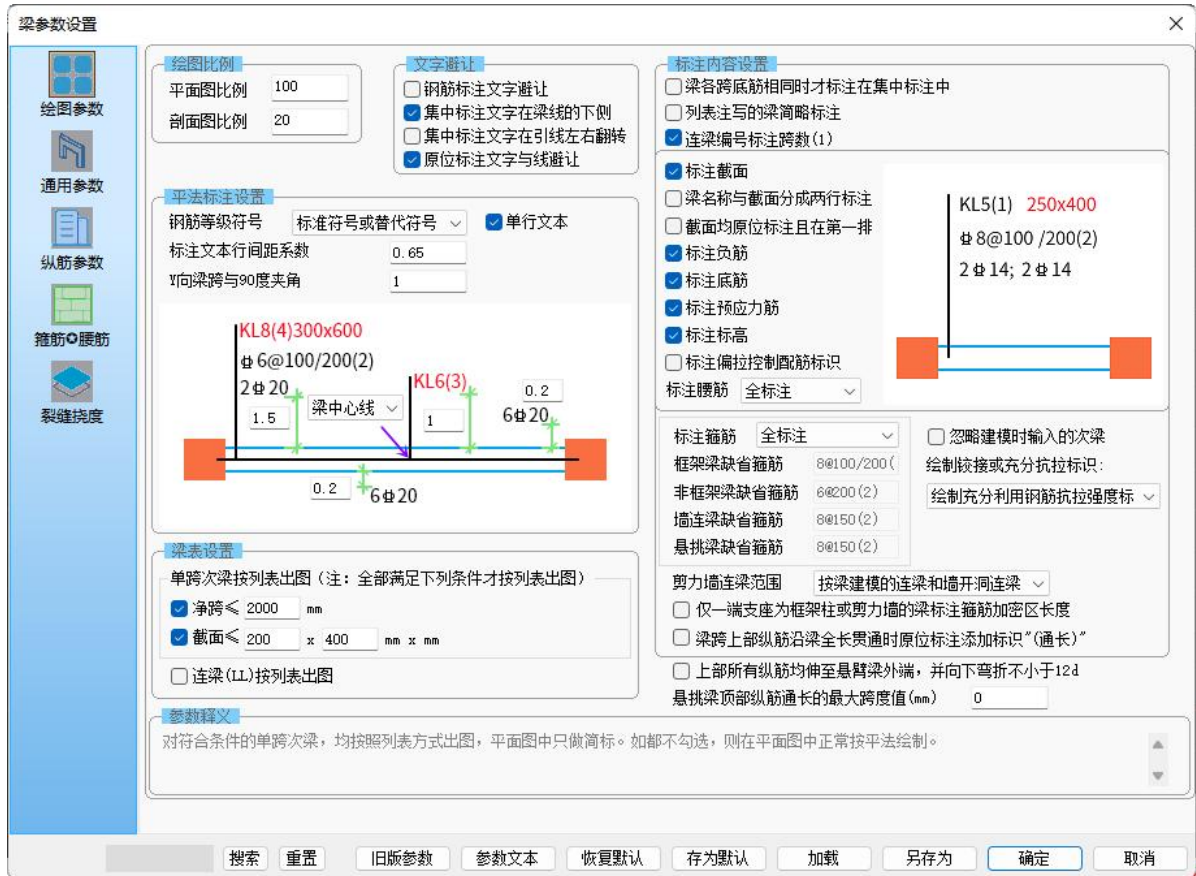 梁参数设置
绘图参数
通用参数
纵筋参数
箍筋✪腰筋
裂缝挠度
绘图比例
平面图比例 100
剖面图比例 20
文字避让
钢筋标注文字避让
集中标注文字在梁线的下侧
集中标注文字在引线左右翻转
原位标注文字与线避让
平法标注设置
钢筋等级符号 标准符号或替代符号 单行文本
标注文本行间距系数 0.65
Y向梁跨与90度夹角 1
KL8(4)300x600
⏀6@100/200(2)
2⏀20
1.5
梁中心线
KL6(3)
1
0.2
6⏀20
0.2
6⏀20
梁表设置
单跨次梁按列表出图(注: 全部满足下列条件才按列表出图)
净跨≤ 2000 mm
截面≤ 200 x 400 mm x mm
连梁(LL)按列表出图
标注内容设置
梁各跨底筋相同时才标注在集中标注中
列表注写的梁简略标注
连梁编号标注跨数(1)
标注截面
梁名称与截面分成两行标注
截面均原位标注且在第一排
标注负筋
标注底筋
标注预应力筋
标注标高
标注偏拉控制配筋标识
标注腰筋 全标注
KL5(1) 250x400
⏀8@100 /200(2)
2⏀14; 2⏀14
标注箍筋 全标注
框架梁缺省箍筋 8@100/200(
非框架梁缺省箍筋 6@200(2)
墙连梁缺省箍筋 8@150(2)
悬挑梁缺省箍筋 8@150(2)
忽略建模时输入的次梁
绘制铰接或充分抗拉标识:
绘制充分利用钢筋抗拉强度标
剪力墙连梁范围 按梁建模的连梁和墙开洞连梁
仅一端支座为框架柱或剪力墙的梁标注箍筋加密区长度
梁跨上部纵筋沿梁全长贯通时原位标注添加标识"(通长)"
上部所有纵筋均伸至悬臂梁外端,并向下弯折不小于12d
悬挑梁顶部纵筋通长的最大跨度值(mm) 0
参数释义
对符合条件的单跨次梁,均按照列表方式出图,平面图中只做简标。如都不勾选,则在平面图中正常按平法绘制。
搜索 重置 旧版参数 参数文本 恢复默认 存为默认 加载 另存为 确定 取消